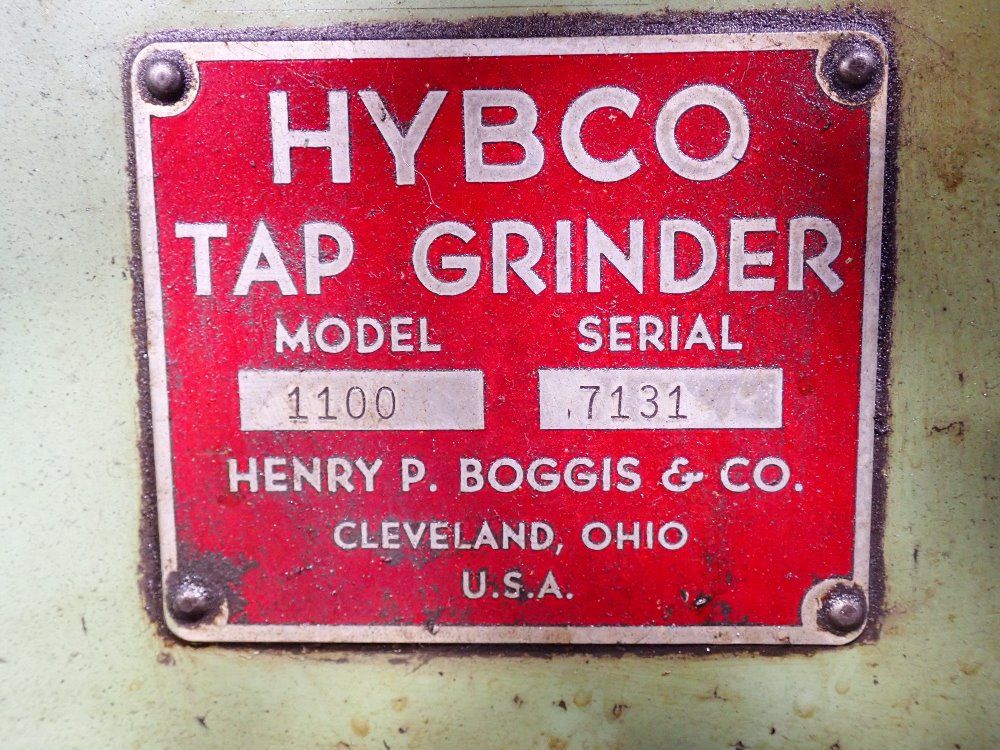 HYBCO
TAP GRINDER
MODEL SERIAL
1100 7131
HENRY P. BOGGIS & CO.
CLEVELAND, OHIO
U.S.A.